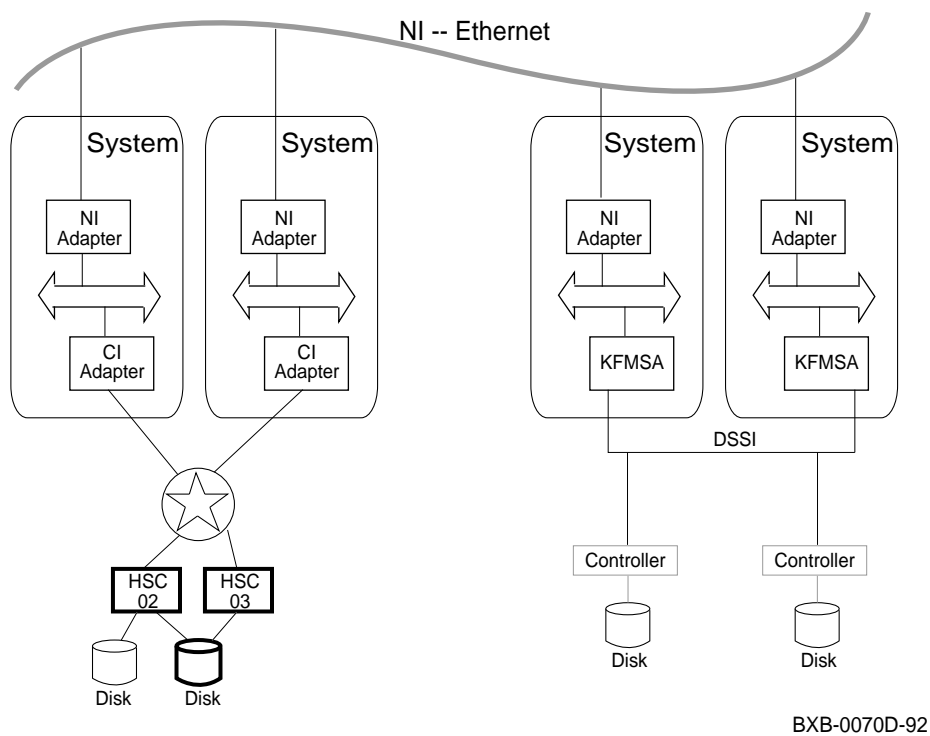 NI -- Ethernet
System
System
System
System
NI
Adapter
NI
Adapter
NI
Adapter
NI
Adapter
CI
Adapter
CI
Adapter
KFMSA
KFMSA
DSSI
HSC
02
HSC
03
Controller
Controller
Disk
Disk
Disk
Disk
BXB-0070D-92